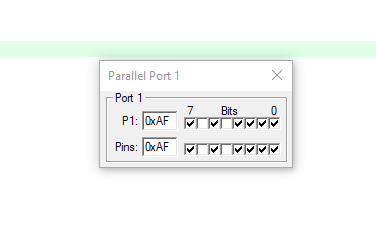 Parallel Port 1
Port 1
7 Bits 0
P1: 0xAF
Pins: 0xAF